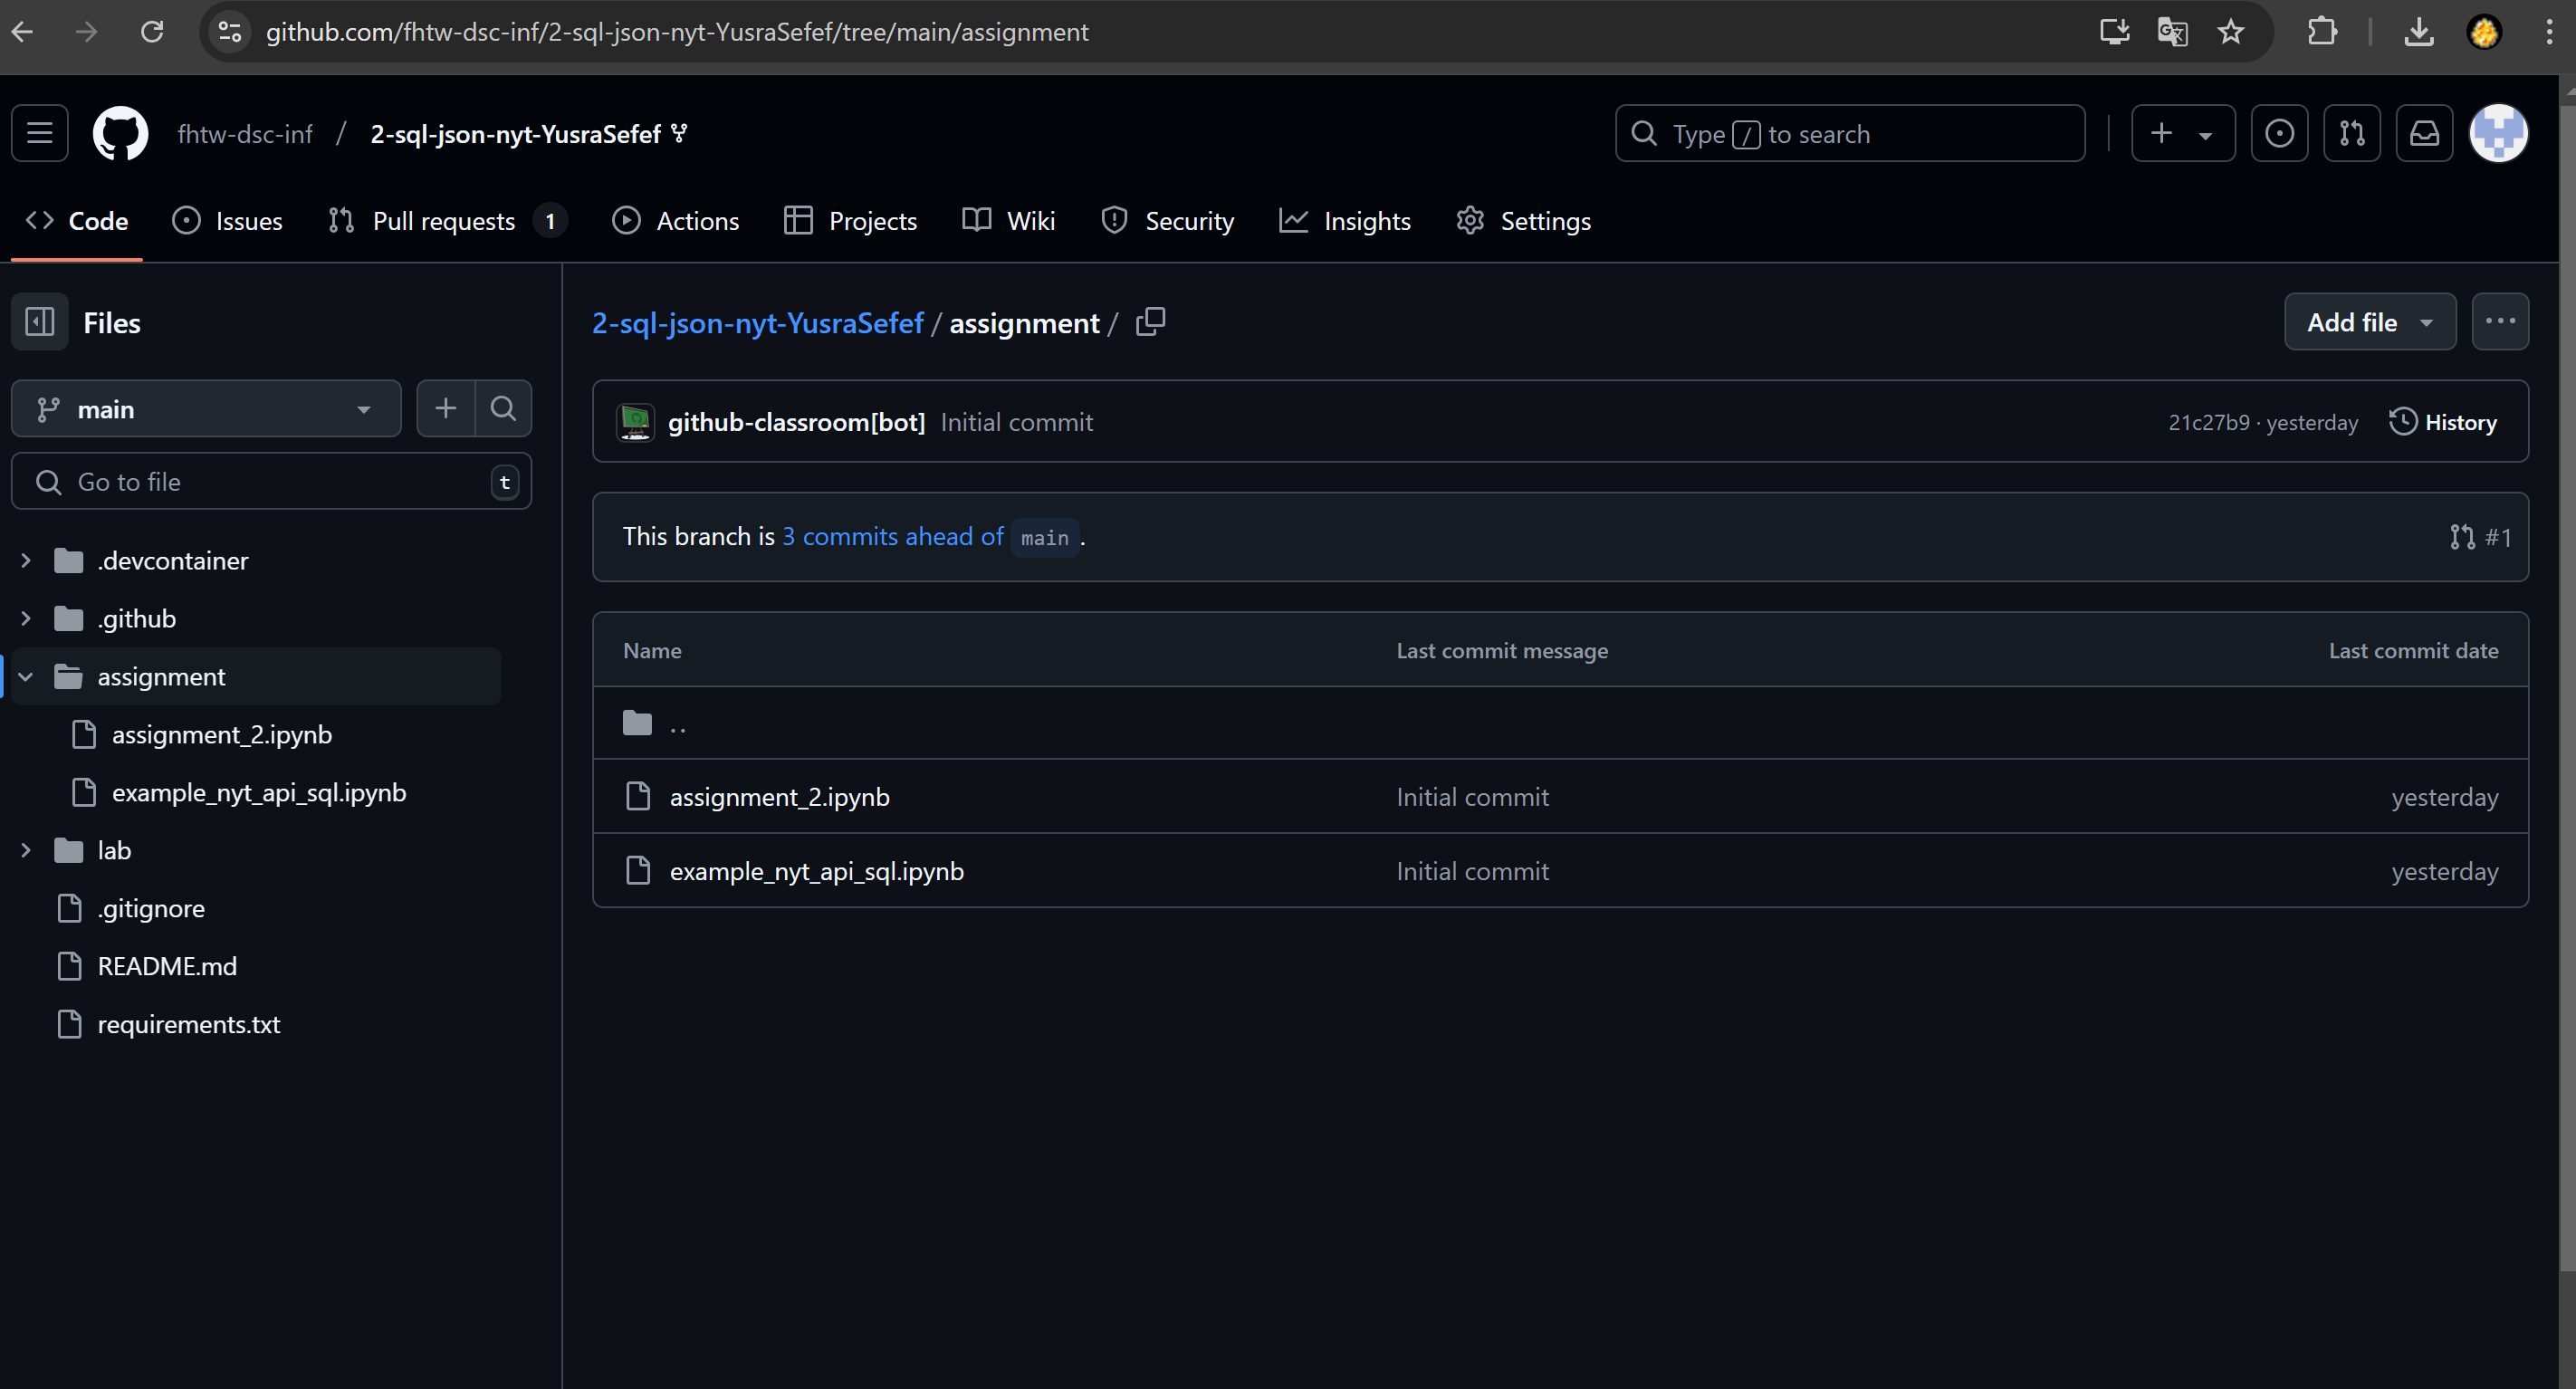 github.com/fhtw-dsc-inf/2-sql-json-nyt-YusraSefef/tree/main/assignment
fhtw-dsc-inf / 2-sql-json-nyt-YusraSefef
Type / to search
Code Issues Pull requests 1 Actions Projects Wiki Security Insights Settings
Files
main
Go to file t
.devcontainer
.github
assignment
assignment_2.ipynb
example_nyt_api_sql.ipynb
lab
.gitignore
README.md
requirements.txt
2-sql-json-nyt-YusraSefef / assignment /
Add file
github-classroom[bot] Initial commit 21c27b9 · yesterday History
This branch is 3 commits ahead of main . #1
Name Last commit message Last commit date
..
assignment_2.ipynb Initial commit yesterday
example_nyt_api_sql.ipynb Initial commit yesterday